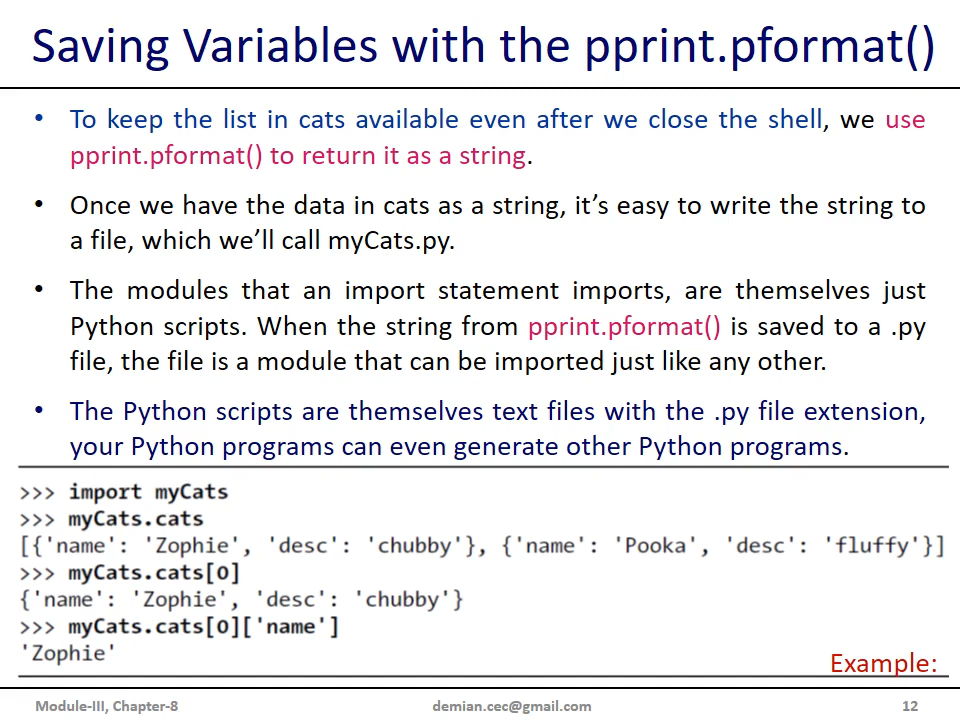 Saving Variables with the pprint.pformat()
• To keep the list in cats available even after we close the shell, we use
pprint.pformat() to return it as a string.
• Once we have the data in cats as a string, it’s easy to write the string to
a file, which we’ll call myCats.py.
• The modules that an import statement imports, are themselves just
Python scripts. When the string from pprint.pformat() is saved to a .py
file, the file is a module that can be imported just like any other.
• The Python scripts are themselves text files with the .py file extension,
your Python programs can even generate other Python programs.
>>> import myCats
>>> myCats.cats
[{'name': 'Zophie', 'desc': 'chubby'}, {'name': 'Pooka', 'desc': 'fluffy'}]
>>> myCats.cats[0]
{'name': 'Zophie', 'desc': 'chubby'}
>>> myCats.cats[0]['name']
'Zophie'
Example:
Module-III, Chapter-8 demian.cec@gmail.com 12